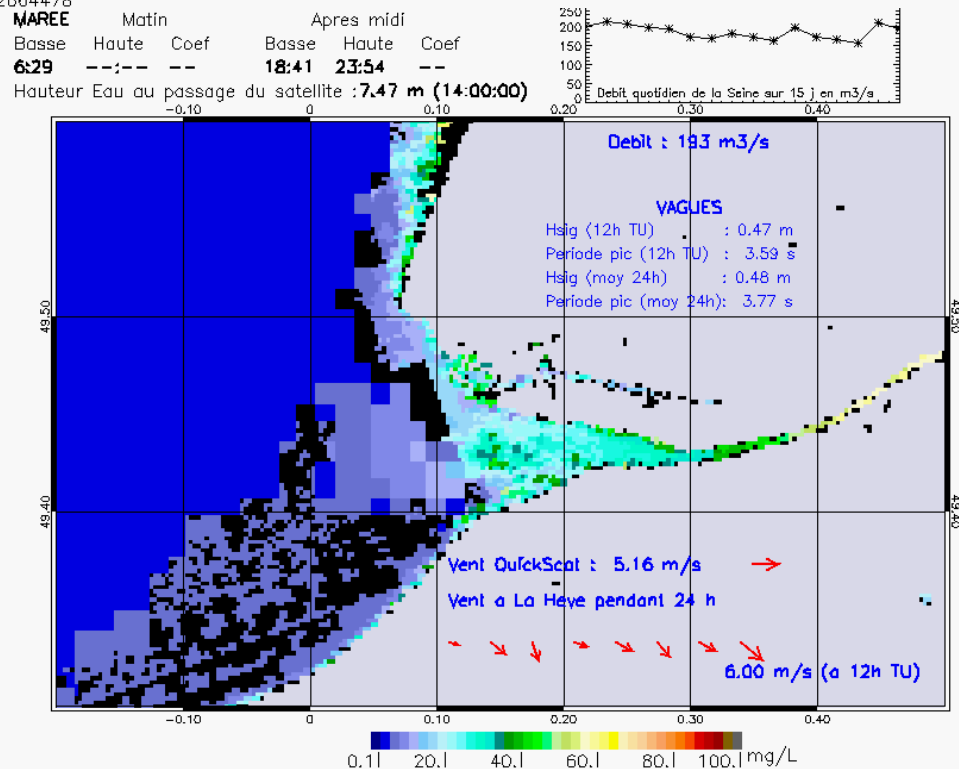 MAREE Matin Apres midi
Basse Haute Coef Basse Haute Coef
6:29 --:-- -- 18:41 23:54 --
Hauteur Eau au passage du satellite :7.47 m (14:00:00)
250
200
150
100
50
0
Debit quotidien de la Seine sur 15 j en m3/s
-0.10 0 0.10 0.20 0.30 0.40
Debit : 193 m3/s
VAGUES
Hsig (12h TU) : 0.47 m
Periode pic (12h TU) : 3.59 s
Hsig (moy 24h) : 0.48 m
Periode pic (moy 24h): 3.77 s
49.50 49.50
49.40 49.40
Vent QuickScat : 5.16 m/s
Vent a La Heve pendant 24 h
6.00 m/s (a 12h TU)
-0.10 0 0.10 0.20 0.30 0.40
0.1| 20.| 40.| 60.| 80.| 100.| mg/L